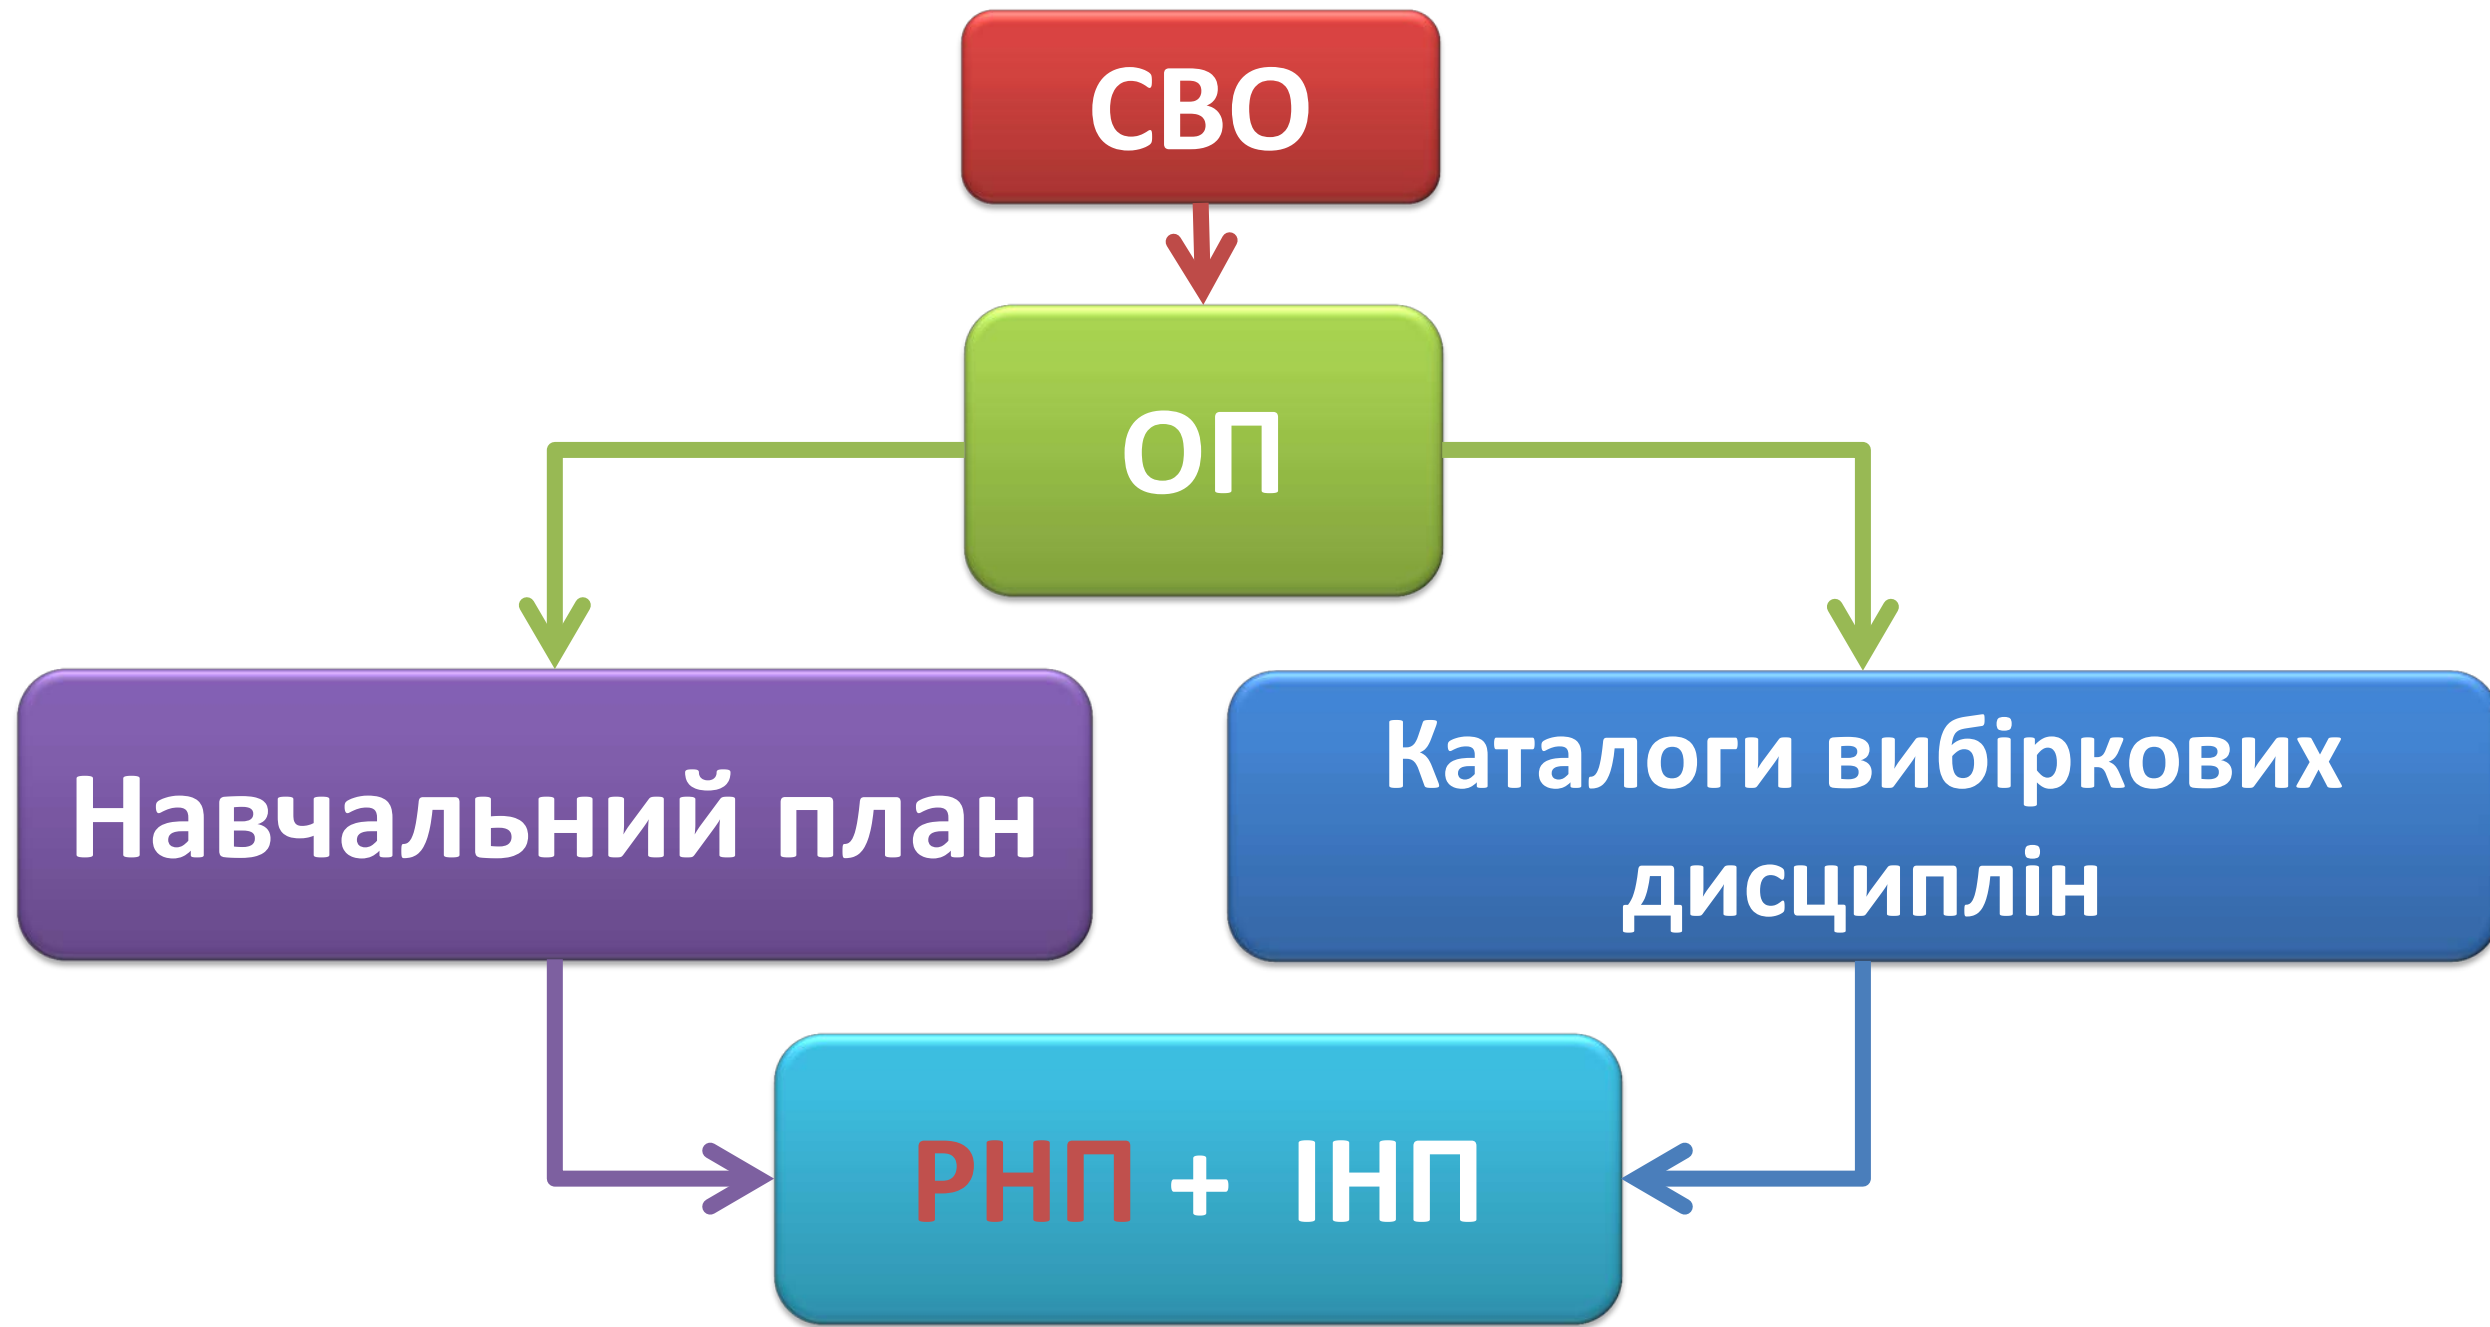 СВО
ОП
Навчальний план
Каталоги вибіркових
дисциплін
РНП + ІНП